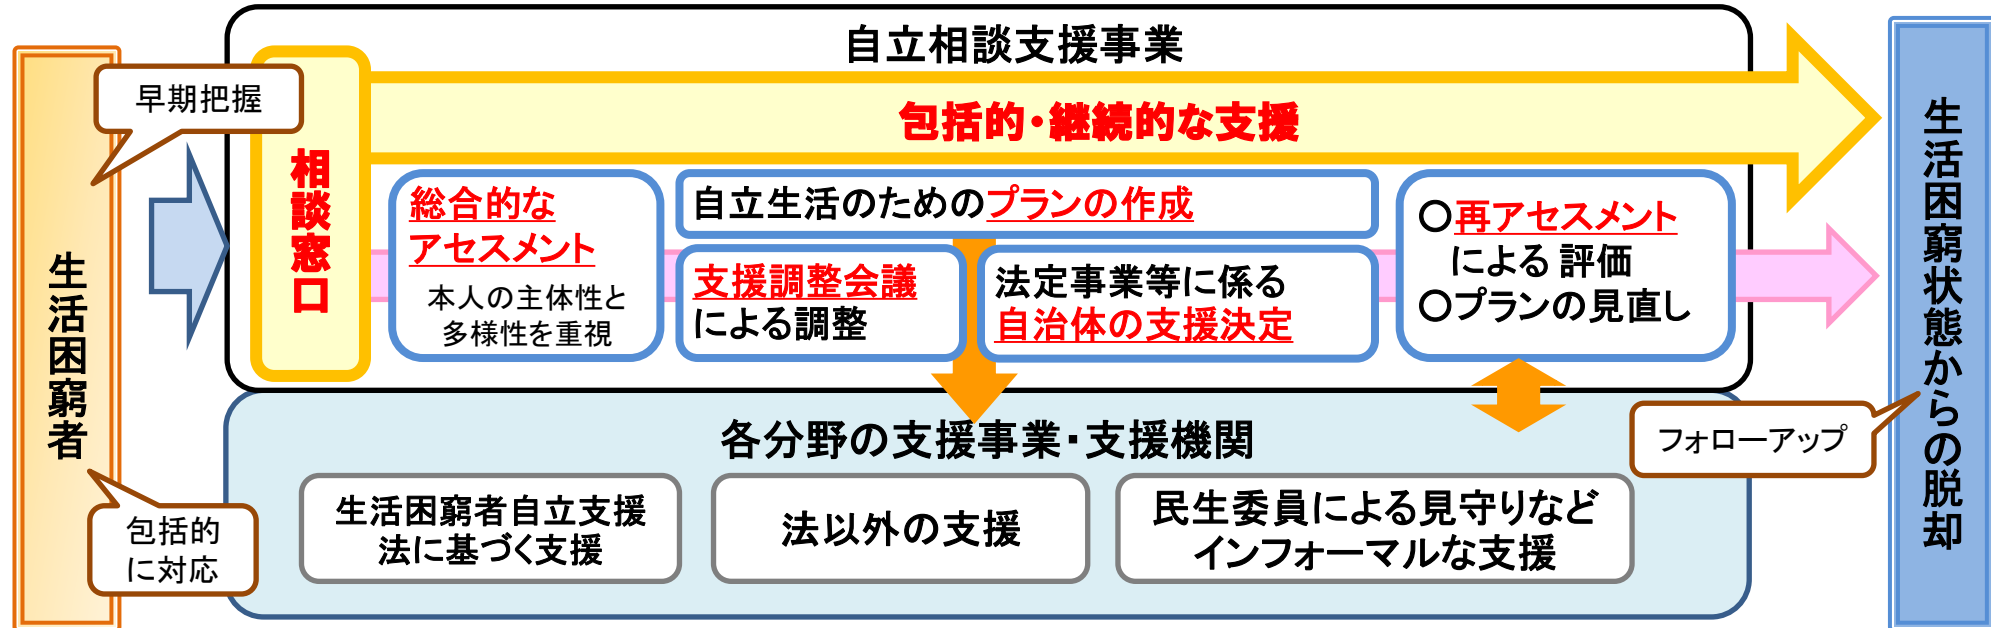 自立相談支援事業
生活困窮者
早期把握
包括的
に対応
相談窓口
包括的・継続的な支援
総合的な
アセスメント
本人の主体性と
多様性を重視
自立生活のためのプランの作成
支援調整会議
による調整
法定事業等に係る
自治体の支援決定
○再アセスメント
による 評価
○プランの見直し
各分野の支援事業・支援機関
生活困窮者自立支援
法に基づく支援
法以外の支援
民生委員による見守りなど
インフォーマルな支援
フォローアップ
生活困窮状態からの脱却